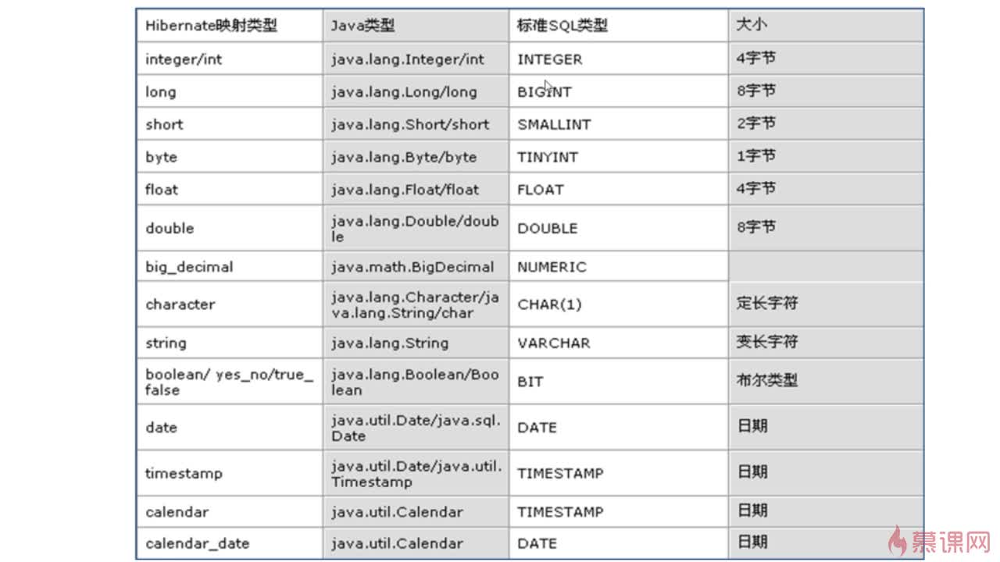 Hibernate映射类型 Java类型 标准SQL类型 大小
integer/int java.lang.Integer/int INTEGER 4字节
long java.lang.Long/long BIGINT 8字节
short java.lang.Short/short SMALLINT 2字节
byte java.lang.Byte/byte TINYINT 1字节
float java.lang.Float/float FLOAT 4字节
double java.lang.Double/doub
le DOUBLE 8字节
big_decimal java.math.BigDecimal NUMERIC
character java.lang.Character/ja
va.lang.String/char CHAR(1) 定长字符
string java.lang.String VARCHAR 变长字符
boolean/ yes_no/true_
false java.lang.Boolean/Boo
lean BIT 布尔类型
date java.util.Date/java.sql.
Date DATE 日期
timestamp java.util.Date/java.util.
Timestamp TIMESTAMP 日期
calendar java.util.Calendar TIMESTAMP 日期
calendar_date java.util.Calendar DATE 日期
慕课网